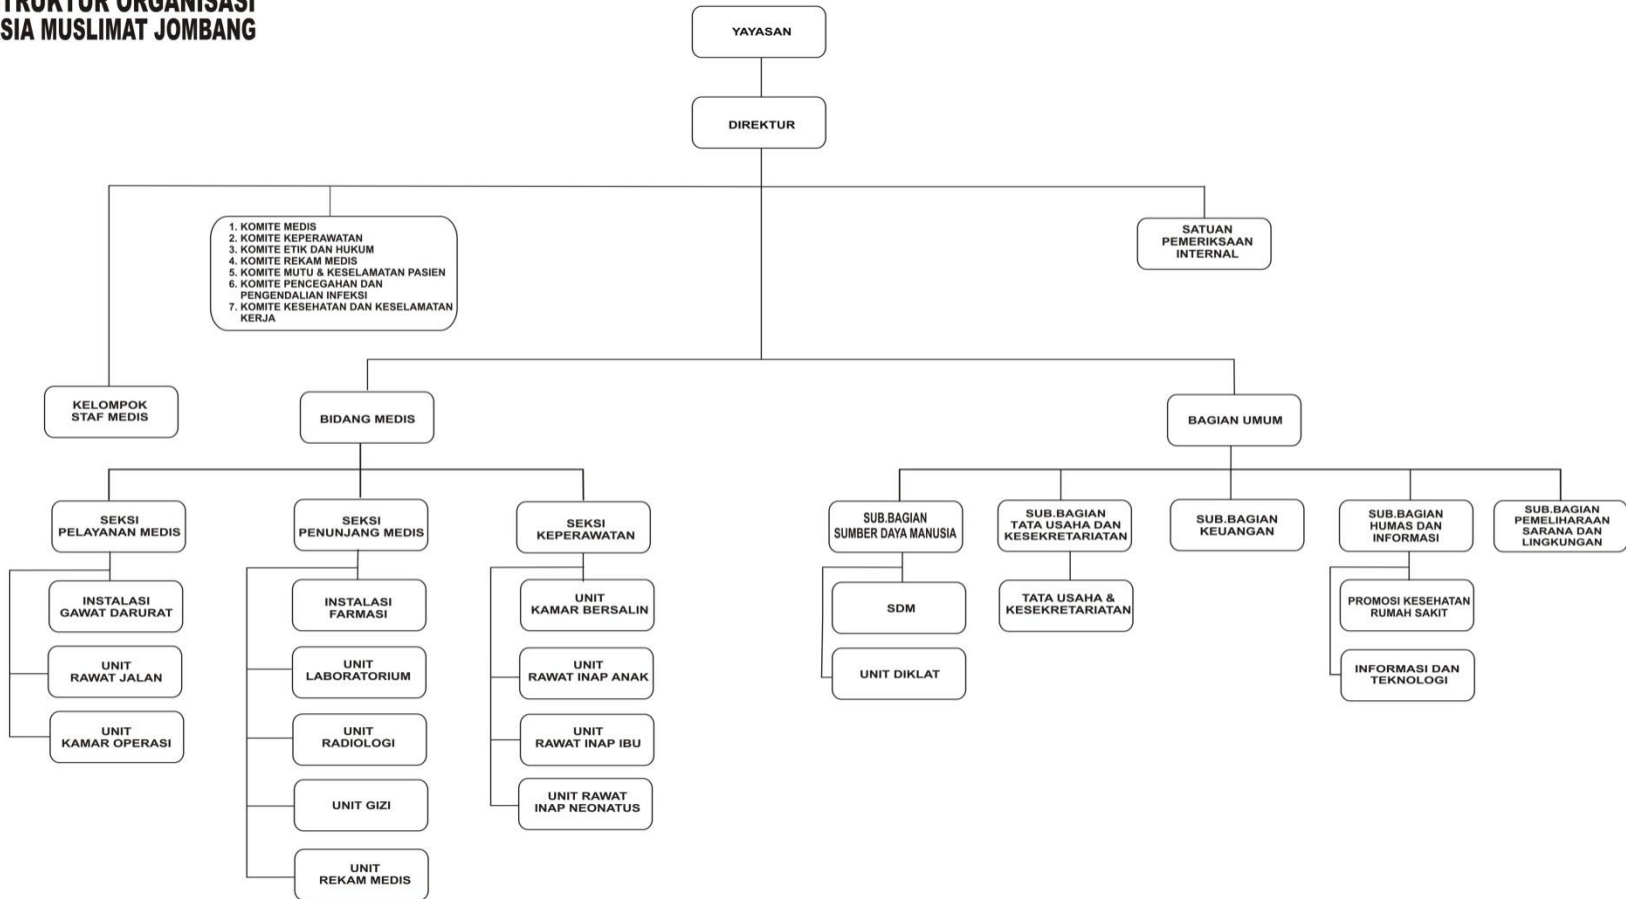 TRUKTUR ORGANISASI
SIA MUSLIMAT JOMBANG
YAYASAN
DIREKTUR
1. KOMITE MEDIS
2. KOMITE KEPERAWATAN
3. KOMITE ETIK DAN HUKUM
4. KOMITE REKAM MEDIS
5. KOMITE MUTU & KESELAMATAN PASIEN
6. KOMITE PENCEGAHAN DAN
PENGENDALIAN INFEKSI
7. KOMITE KESEHATAN DAN KESELAMATAN
KERJA
SATUAN
PEMERIKSAAN
INTERNAL
KELOMPOK
STAF MEDIS
BIDANG MEDIS
BAGIAN UMUM
SEKSI
PELAYANAN MEDIS
SEKSI
PENUNJANG MEDIS
SEKSI
KEPERAWATAN
SUB.BAGIAN
SUMBER DAYA MANUSIA
SUB.BAGIAN
TATA USAHA DAN
KESEKRETARIATAN
SUB.BAGIAN
KEUANGAN
SUB.BAGIAN
HUMAS DAN
INFORMASI
SUB.BAGIAN
PEMELIHARAAN
SARANA DAN
LINGKUNGAN
INSTALASI
GAWAT DARURAT
INSTALASI
FARMASI
UNIT
KAMAR BERSALIN
SDM
TATA USAHA &
KESEKRETARIATAN
PROMOSI KESEHATAN
RUMAH SAKIT
UNIT
RAWAT JALAN
UNIT
LABORATORIUM
UNIT
RAWAT INAP ANAK
UNIT DIKLAT
INFORMASI DAN
TEKNOLOGI
UNIT
KAMAR OPERASI
UNIT
RADIOLOGI
UNIT
RAWAT INAP IBU
UNIT GIZI
UNIT RAWAT
INAP NEONATUS
UNIT
REKAM MEDIS